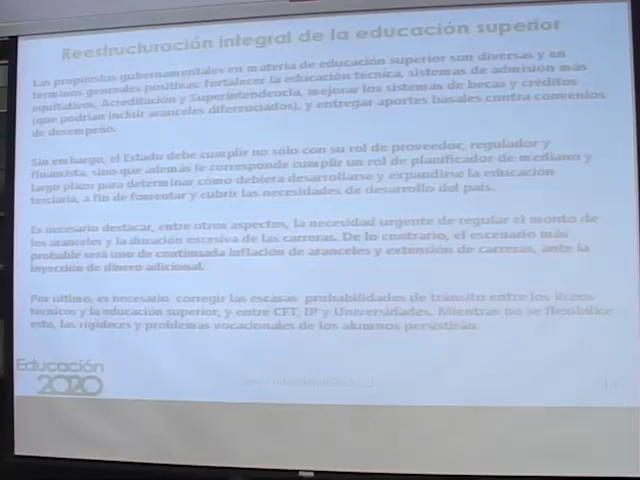 Reestructuración integral de la educación superior
Las propuestas gubernamentales en materia de educación superior son diversas y en
terminos generales positivas: fortalecer la educación técnica, sistemas de admisión más
equitativos, Acreditación y Superintendencia, mejorar los sistemas de becas y créditos
(que podrían incluir aranceles diferenciados), y entregar aportes basales contra convenios
de desempeño.
Sin embargo, el Estado debe cumplir no sólo con su rol de proveedor, regulador y
financista, sino que además le corresponde cumplir un rol de planificador de mediano y
largo plazo para determinar cómo debiera desarrollarse y expandirse la educación
terciaria, a fin de fomentar y cubrir las necesidades de desarrollo del país.
Es necesario destacar, entre otros aspectos, la necesidad urgente de regular el monto de
los aranceles y la duración excesiva de las carreras. De lo contrario, el escenario más
probable será uno de continuada inflación de aranceles y extensión de carreras, ante la
inyección de dinero adicional.
Por último, es necesario corregir las escasas probabilidades de tránsito entre los liceos
técnicos y la educación superior, y entre CFT, IP y Universidades. Mientras no se flexibilice
esto, las rigideces y problemas vocacionales de los alumnos persistirán.
Educación
2020